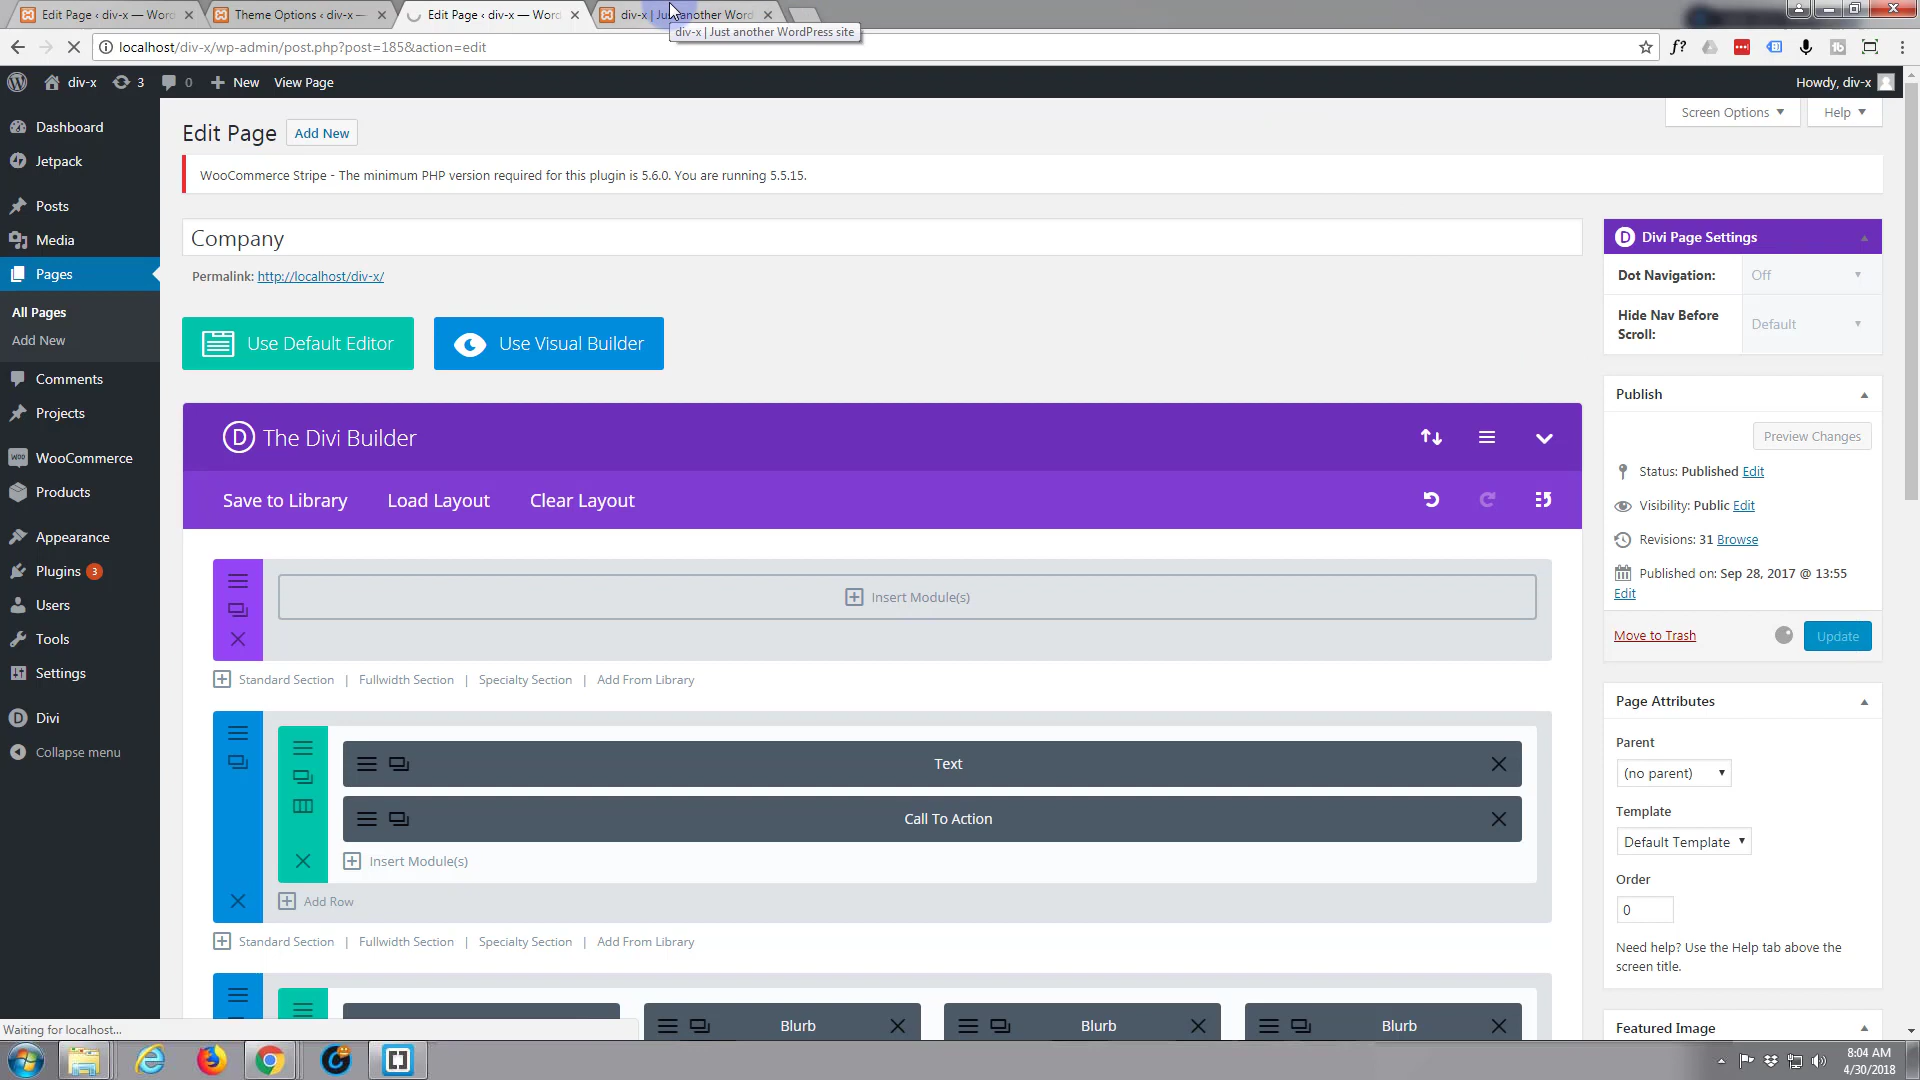 Edit Page ‹ div-x — Wor
Theme Options ‹ div-x —
Edit Page ‹ div-x — Word
div-x | Just another Word
div-x | Just another WordPress site
localhost/div-x/wp-admin/post.php?post=185&action=edit
f?
div-x
3
0
New
View Page
Howdy, div-x
Dashboard
Jetpack
Posts
Media
Pages
All Pages
Add New
Comments
Projects
WooCommerce
Products
Appearance
Plugins 3
Users
Tools
Settings
Divi
Collapse menu
Edit Page
Add New
Screen Options
Help
WooCommerce Stripe - The minimum PHP version required for this plugin is 5.6.0. You are running 5.5.15.
Company
Permalink: http://localhost/div-x/
Use Default Editor
Use Visual Builder
The Divi Builder
Save to Library
Load Layout
Clear Layout
Insert Module(s)
Standard Section | Fullwidth Section | Specialty Section | Add From Library
Text
Call To Action
Insert Module(s)
Add Row
Standard Section | Fullwidth Section | Specialty Section | Add From Library
Blurb
Blurb
Blurb
Divi Page Settings
Dot Navigation:
Off
Hide Nav Before
Scroll:
Default
Publish
Preview Changes
Status: Published Edit
Visibility: Public Edit
Revisions: 31 Browse
Published on: Sep 28, 2017 @ 13:55
Edit
Move to Trash
Update
Page Attributes
Parent
(no parent)
Template
Default Template
Order
0
Need help? Use the Help tab above the
screen title.
Featured Image
Waiting for localhost...
8:04 AM
4/30/2018